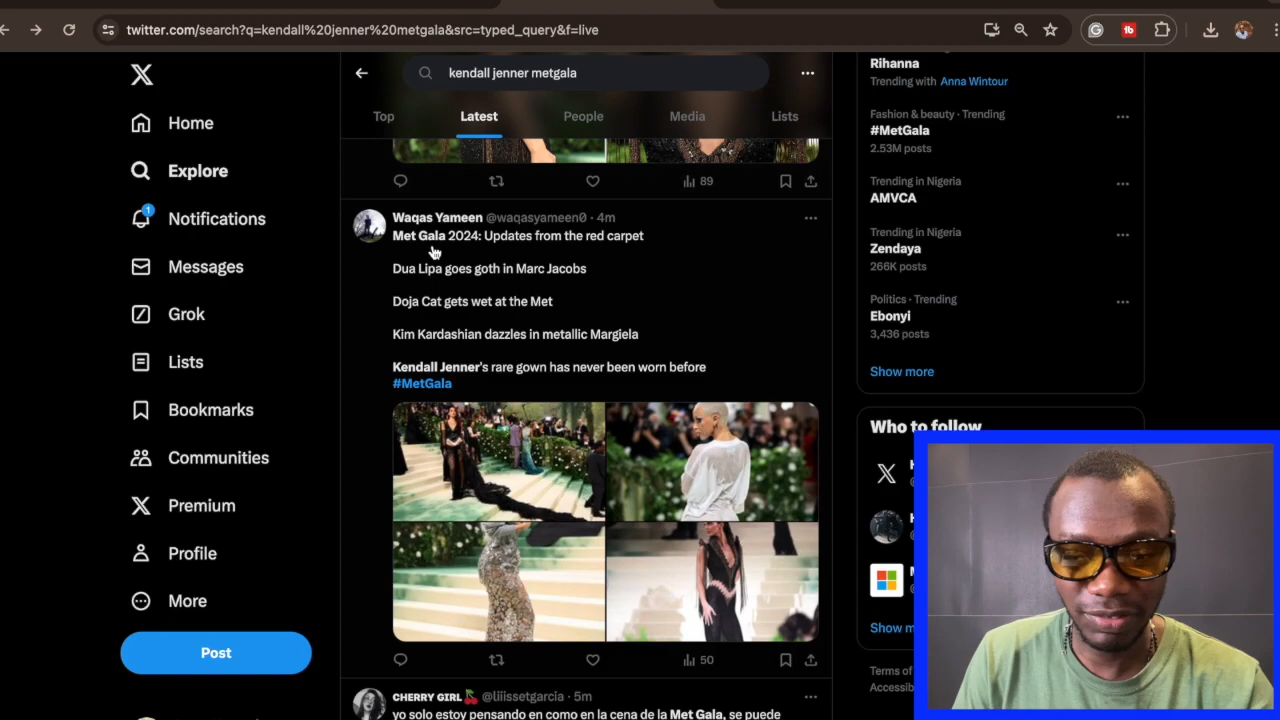 twitter.com/search?q=kendall%20jenner%20metgala&src=typed_query&f=live
kendall jenner metgala
Top
Latest
People
Media
Lists
Home
Explore
1
Notifications
Messages
Grok
Lists
Bookmarks
Communities
Premium
Profile
More
Post
89
Waqas Yameen @waqasyameen0 · 4m
Met Gala 2024: Updates from the red carpet
Dua Lipa goes goth in Marc Jacobs
Doja Cat gets wet at the Met
Kim Kardashian dazzles in metallic Margiela
Kendall Jenner's rare gown has never been worn before
#MetGala
50
CHERRY GIRL @liiissetgarcia · 5m
yo solo estoy pensando en como en la cena de la Met Gala, se puede
Rihanna
Trending with Anna Wintour
Fashion & beauty · Trending
#MetGala
2.53M posts
Trending in Nigeria
AMVCA
Trending in Nigeria
Zendaya
266K posts
Politics · Trending
Ebonyi
3,436 posts
Show more
Who to follow
Show
Terms of